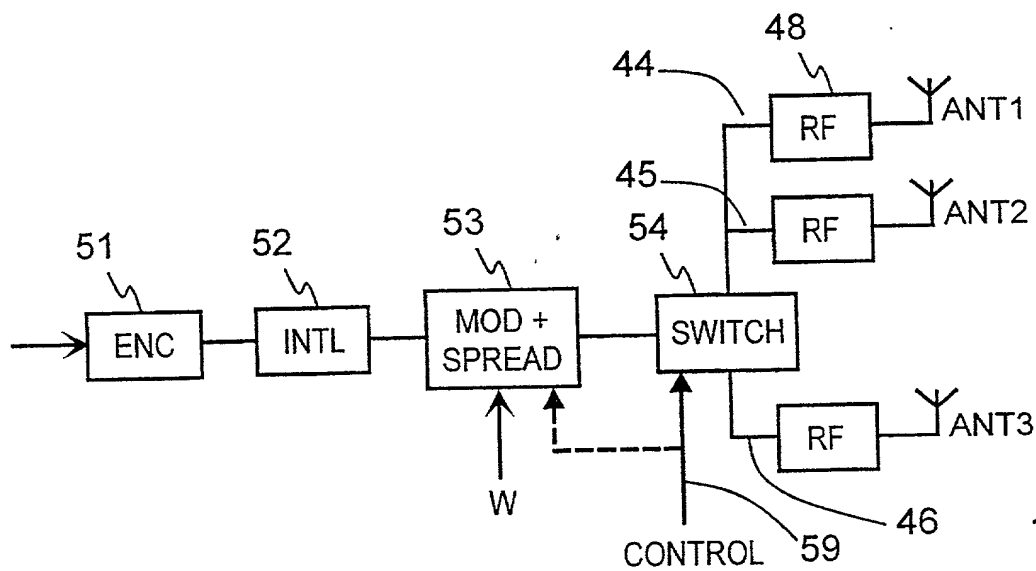 44
48
RF
ANT1
45
RF
ANT2
51
52
53
54
ENC
INTL
MOD +
SPREAD
SWITCH
RF
ANT3
W
CONTROL
59
46